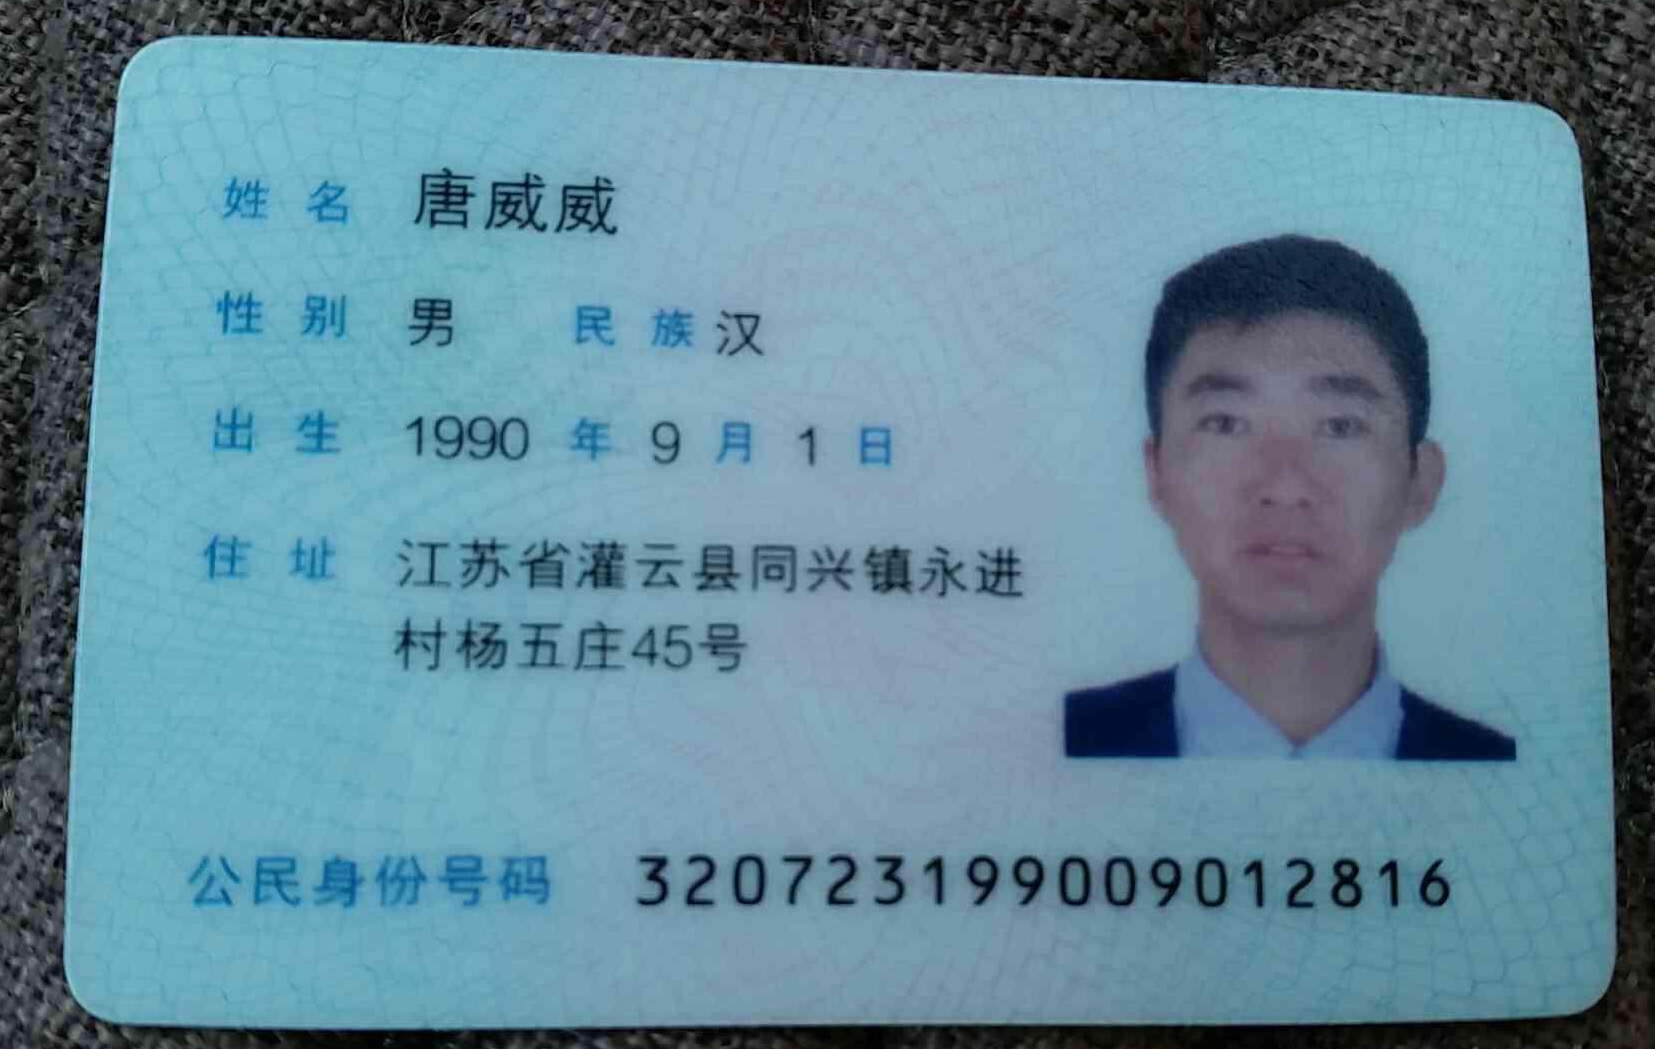 姓名 唐威威
性别 男 民族 汉
出生 1990 年 9 月 1 日
住址 江苏省灌云县同兴镇永进
村杨五庄45号
公民身份号码 320723199009012816